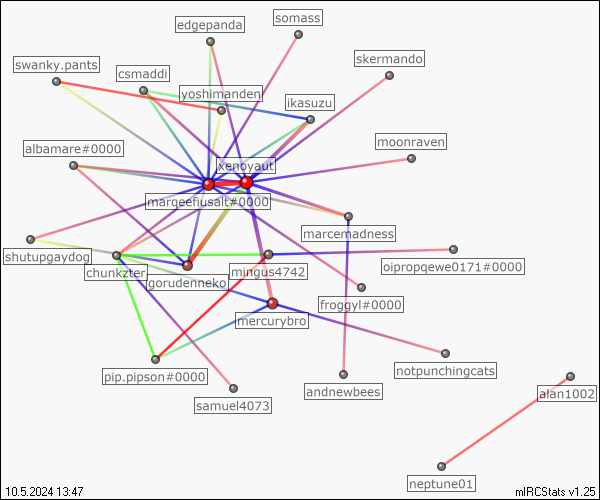 somass
edgepanda
skermando
swanky.pants
csmaddi
yoshimanden
ikasuzu
moonraven
albamare#0000
xenoyaut
marqeefiusalt#0000
marcemadness
shutupgaydog
chunkzter
gorudenneko
mingus4742
oipropqewe0171#0000
froggyl#0000
mercurybro
notpunchingcats
pip.pipson#0000
andnewbees
samuel4073
alan1002
neptune01
10.5.2024 13:47
mIRCStats v1.25